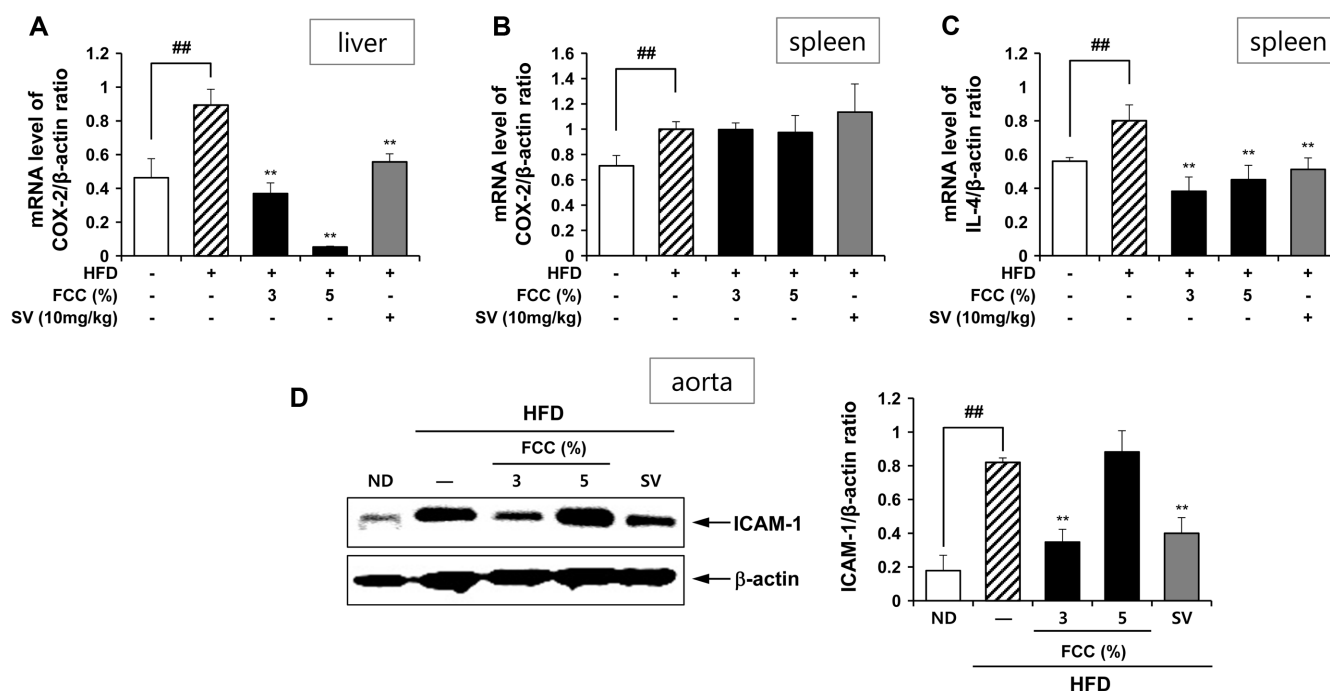 A
liver
mRNA level of
COX-2/β-actin ratio
1.2
1
0.8
0.6
0.4
0.2
0
##
**
**
**
HFD - + + + +
FCC (%) - - 3 5 -
SV (10mg/kg) - - - - +
B
spleen
mRNA level of
COX-2/β-actin ratio
1.6
1.4
1.2
1
0.8
0.6
0.4
0.2
0
##
HFD - + + + +
FCC (%) - - 3 5 -
SV (10mg/kg) - - - - +
C
spleen
mRNA level of
IL-4/β-actin ratio
1.2
1
0.8
0.6
0.4
0.2
0
##
**
**
**
HFD - + + + +
FCC (%) - - 3 5 -
SV (10mg/kg) - - - - +
D
aorta
HFD
FCC (%)
ND — 3 5 SV
ICAM-1
β-actin
ICAM-1/β-actin ratio
1.2
1
0.8
0.6
0.4
0.2
0
##
**
**
ND — 3 5 SV
FCC (%)
HFD